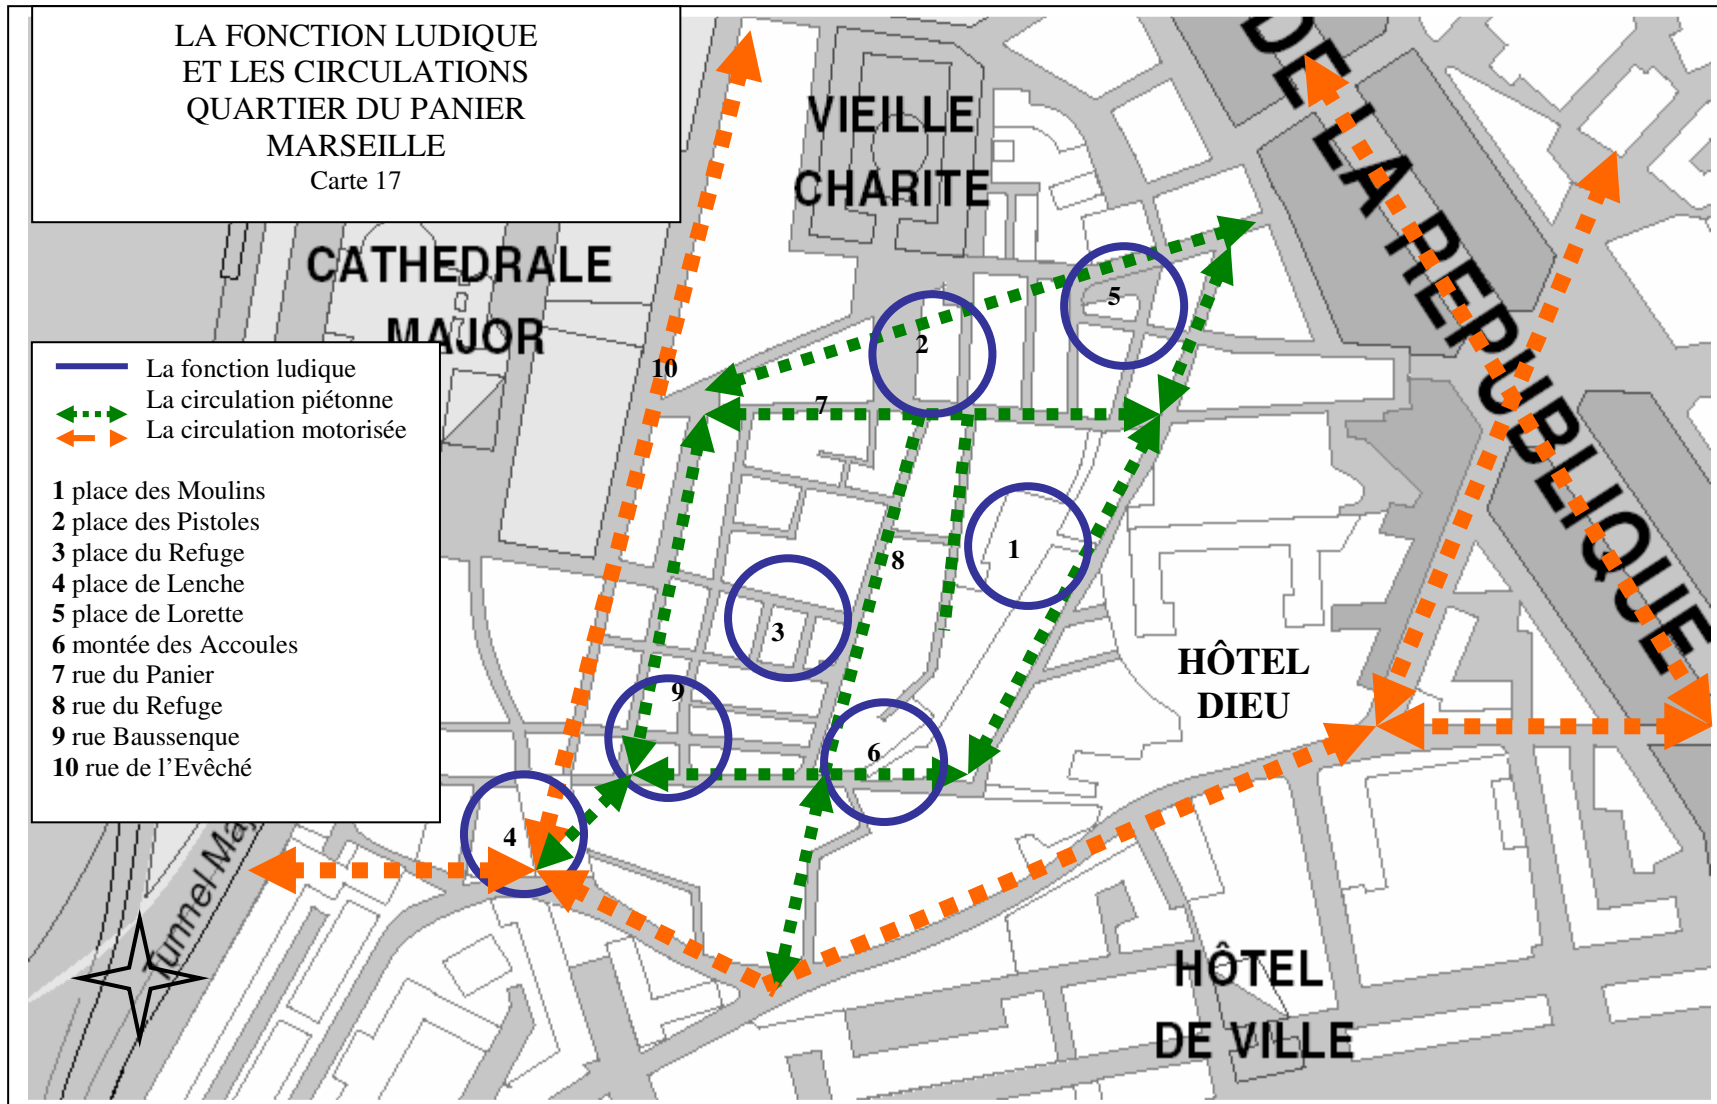 LA FONCTION LUDIQUE
ET LES CIRCULATIONS
QUARTIER DU PANIER
MARSEILLE
Carte 17
VIEILLE
CHARITE
DE LA REPUBLIQUE
CATHEDRALE
MAJOR
La fonction ludique
La circulation piétonne
La circulation motorisée
1 place des Moulins
2 place des Pistoles
3 place du Refuge
4 place de Lenche
5 place de Lorette
6 montée des Accoules
7 rue du Panier
8 rue du Refuge
9 rue Baussenque
10 rue de l'Evêché
5
2
10
7
1
8
3
9
6
4
HÔTEL
DIEU
Tunnel Maj
HÔTEL
DE VILLE